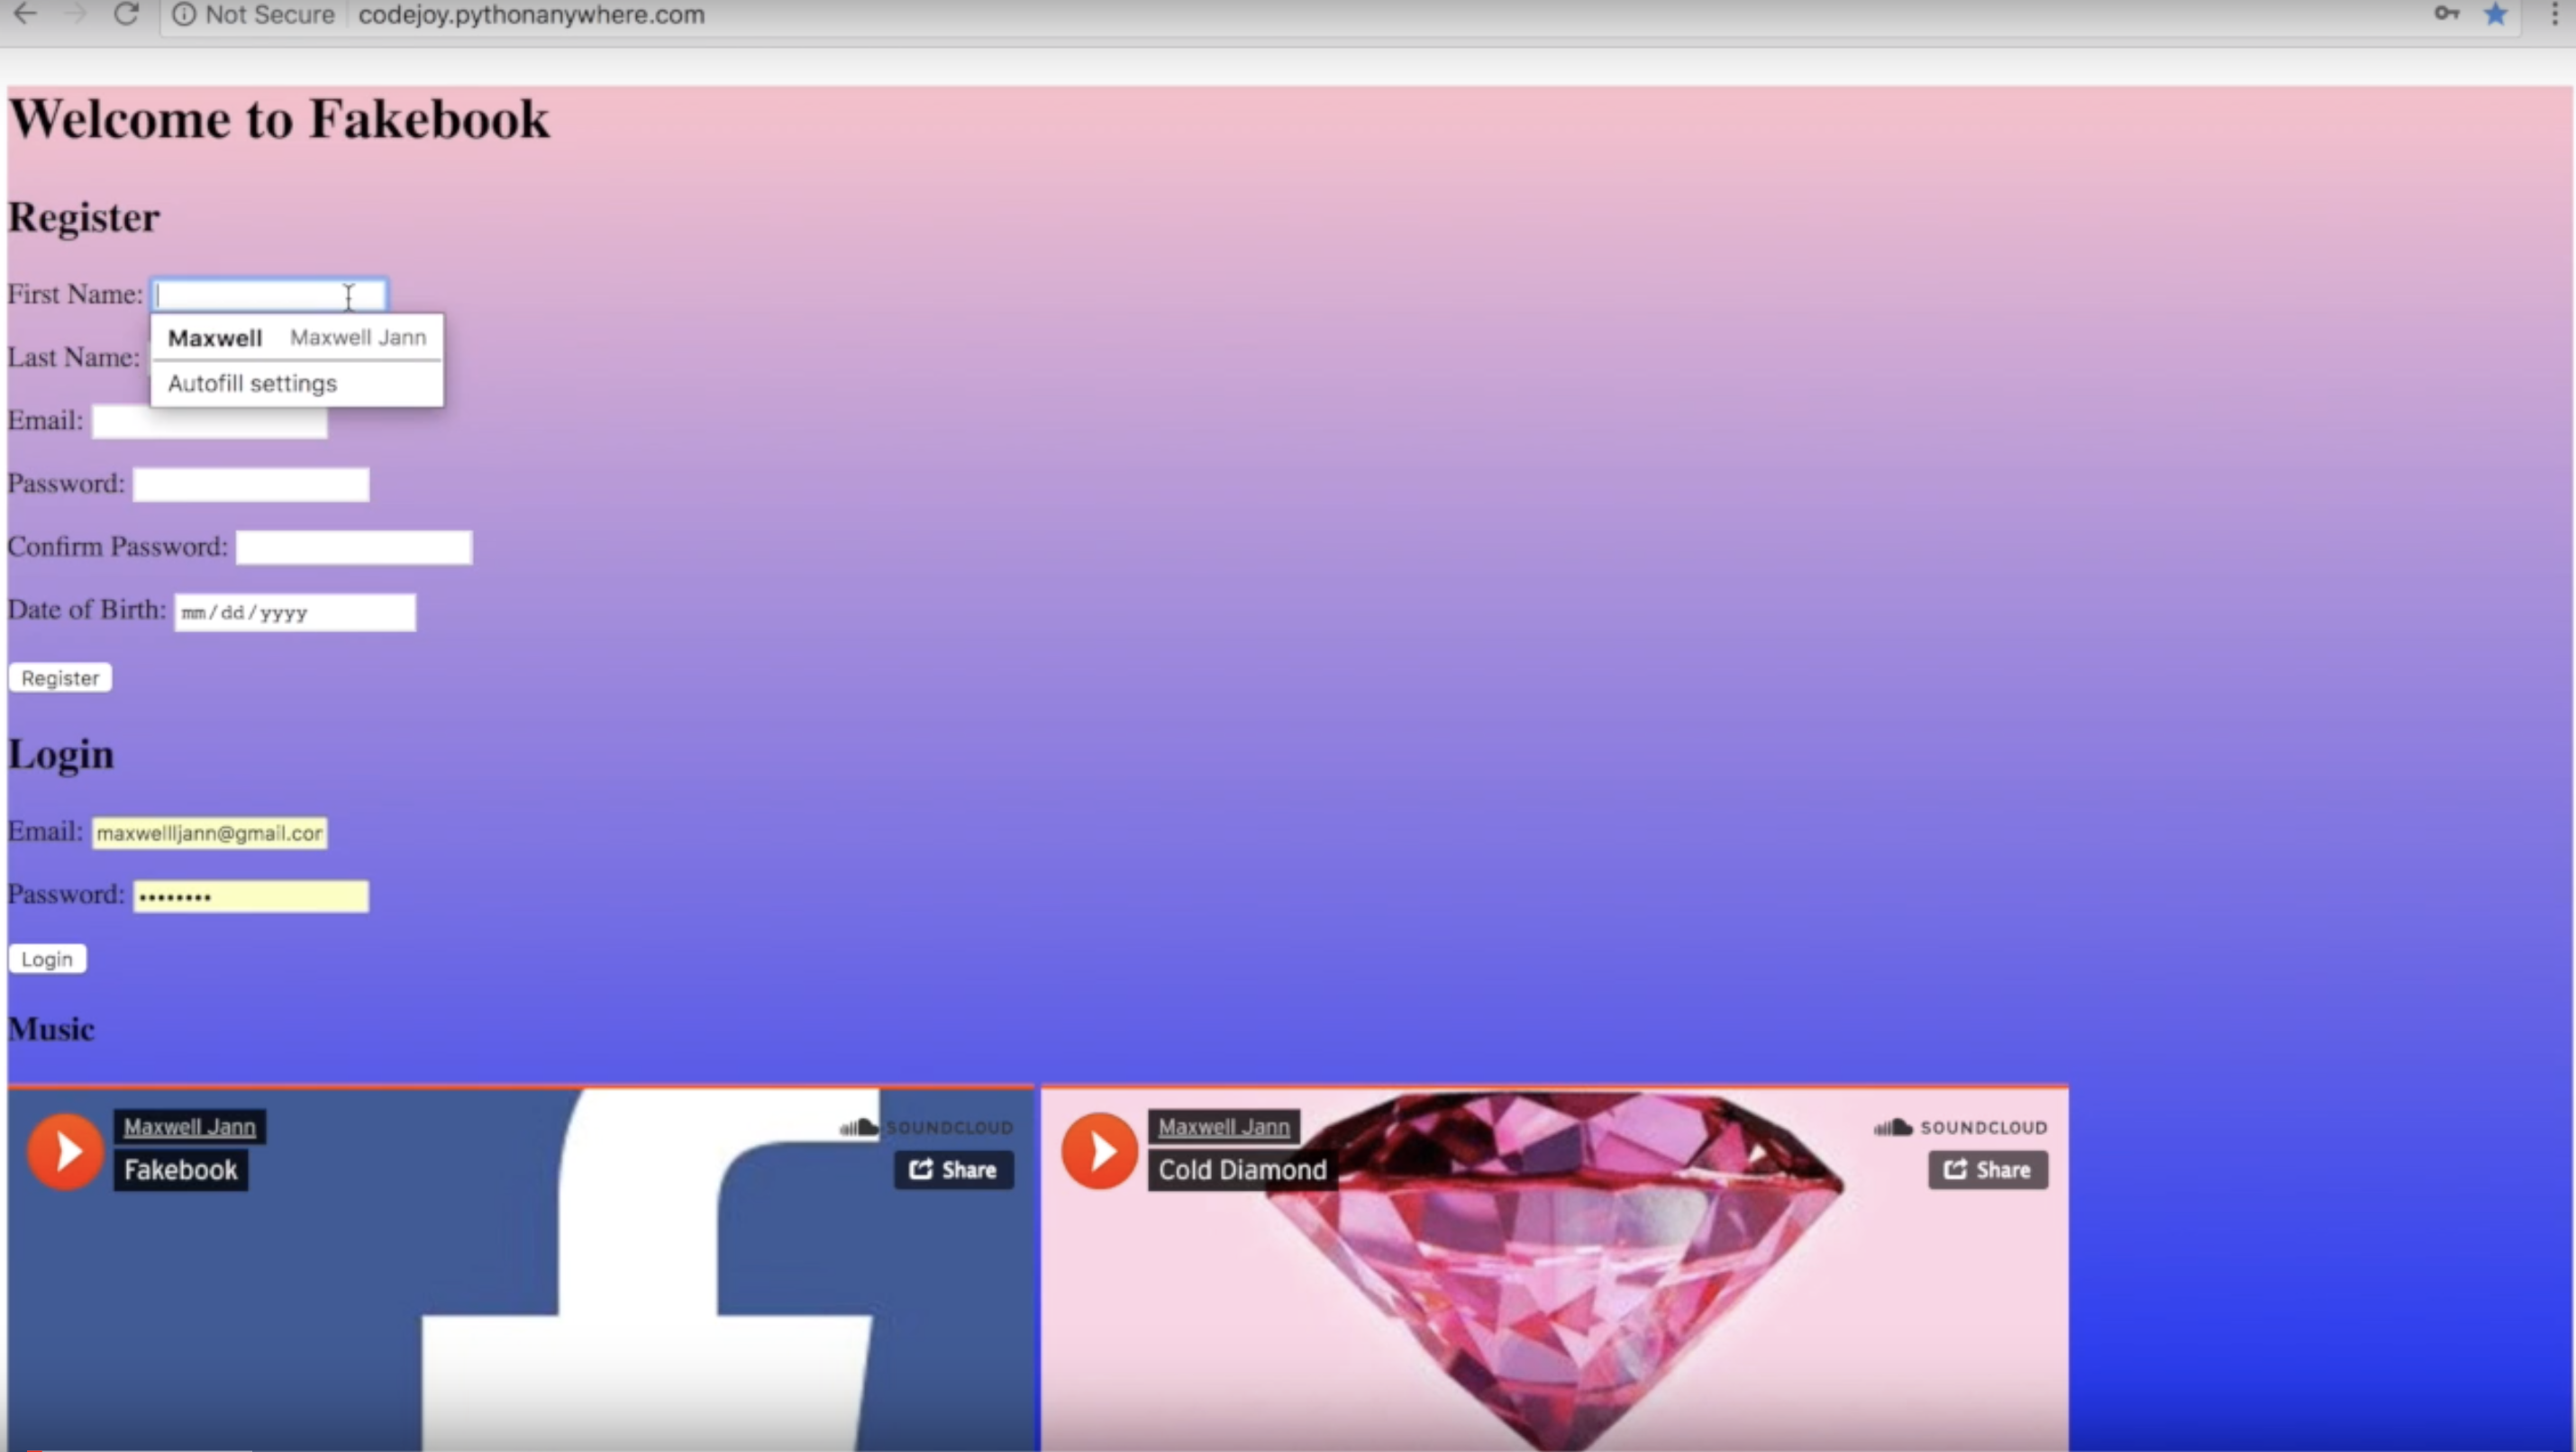 Not Secure codejoy.pythonanywhere.com
Welcome to Fakebook
Register
First Name:
Maxwell Maxwell Jann
Last Name:
Autofill settings
Email:
Password:
Confirm Password:
Date of Birth: mm/dd/yyyy
Register
Login
Email: maxwellljann@gmail.cor
Password: ••••••••
Login
Music
Maxwell Jann
SOUNDCLOUD
Fakebook
Share
Maxwell Jann
SOUNDCLOUD
Cold Diamond
Share